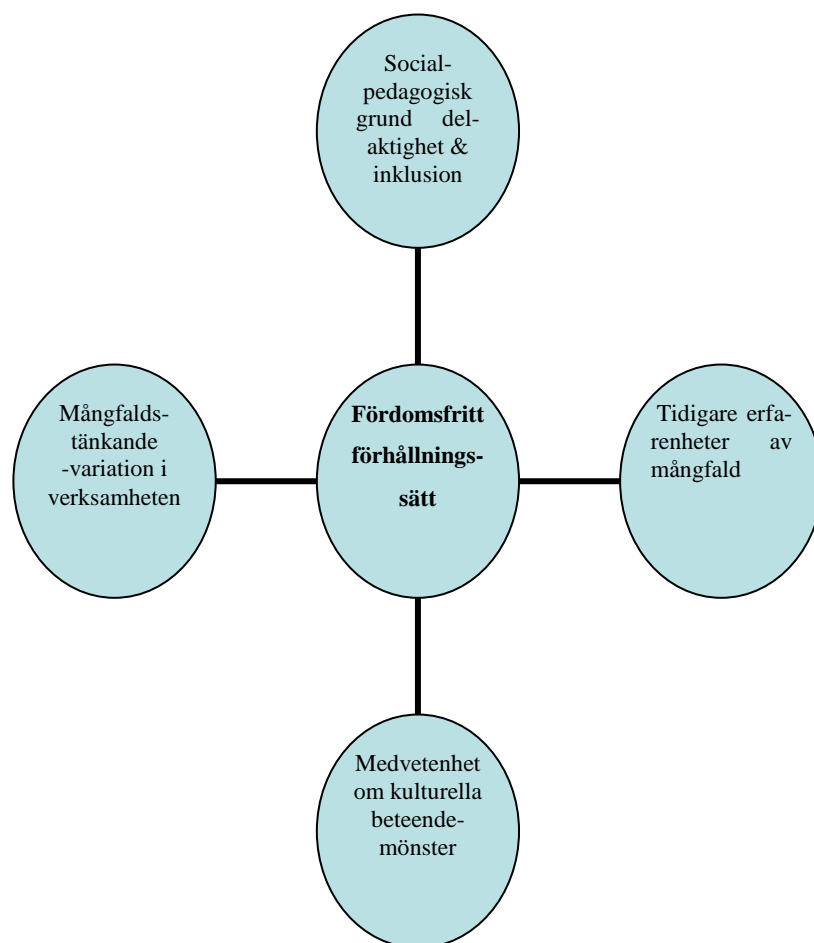 Social-
pedagogisk
grund del-
aktighet &
inklusion
Mångfalds-
tänkande
-variation i
verksamheten
Fördomsfritt
förhållnings-
sätt
Tidigare erfa-
renheter av
mångfald
Medvetenhet
om kulturella
beteende-
mönster